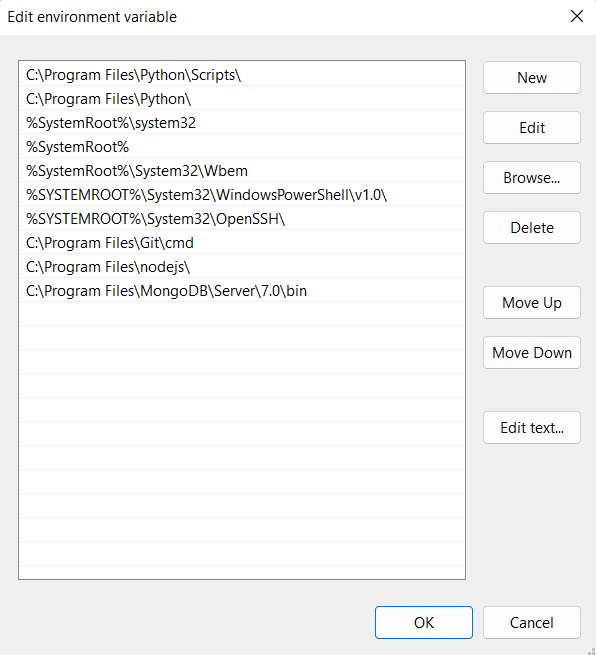 Edit environment variable
C:\Program Files\Python\Scripts\
C:\Program Files\Python\
%SystemRoot%\system32
%SystemRoot%
%SystemRoot%\System32\Wbem
%SYSTEMROOT%\System32\WindowsPowerShell\v1.0\
%SYSTEMROOT%\System32\OpenSSH\
C:\Program Files\Git\cmd
C:\Program Files\nodejs\
C:\Program Files\MongoDB\Server\7.0\bin
New
Edit
Browse...
Delete
Move Up
Move Down
Edit text...
OK
Cancel